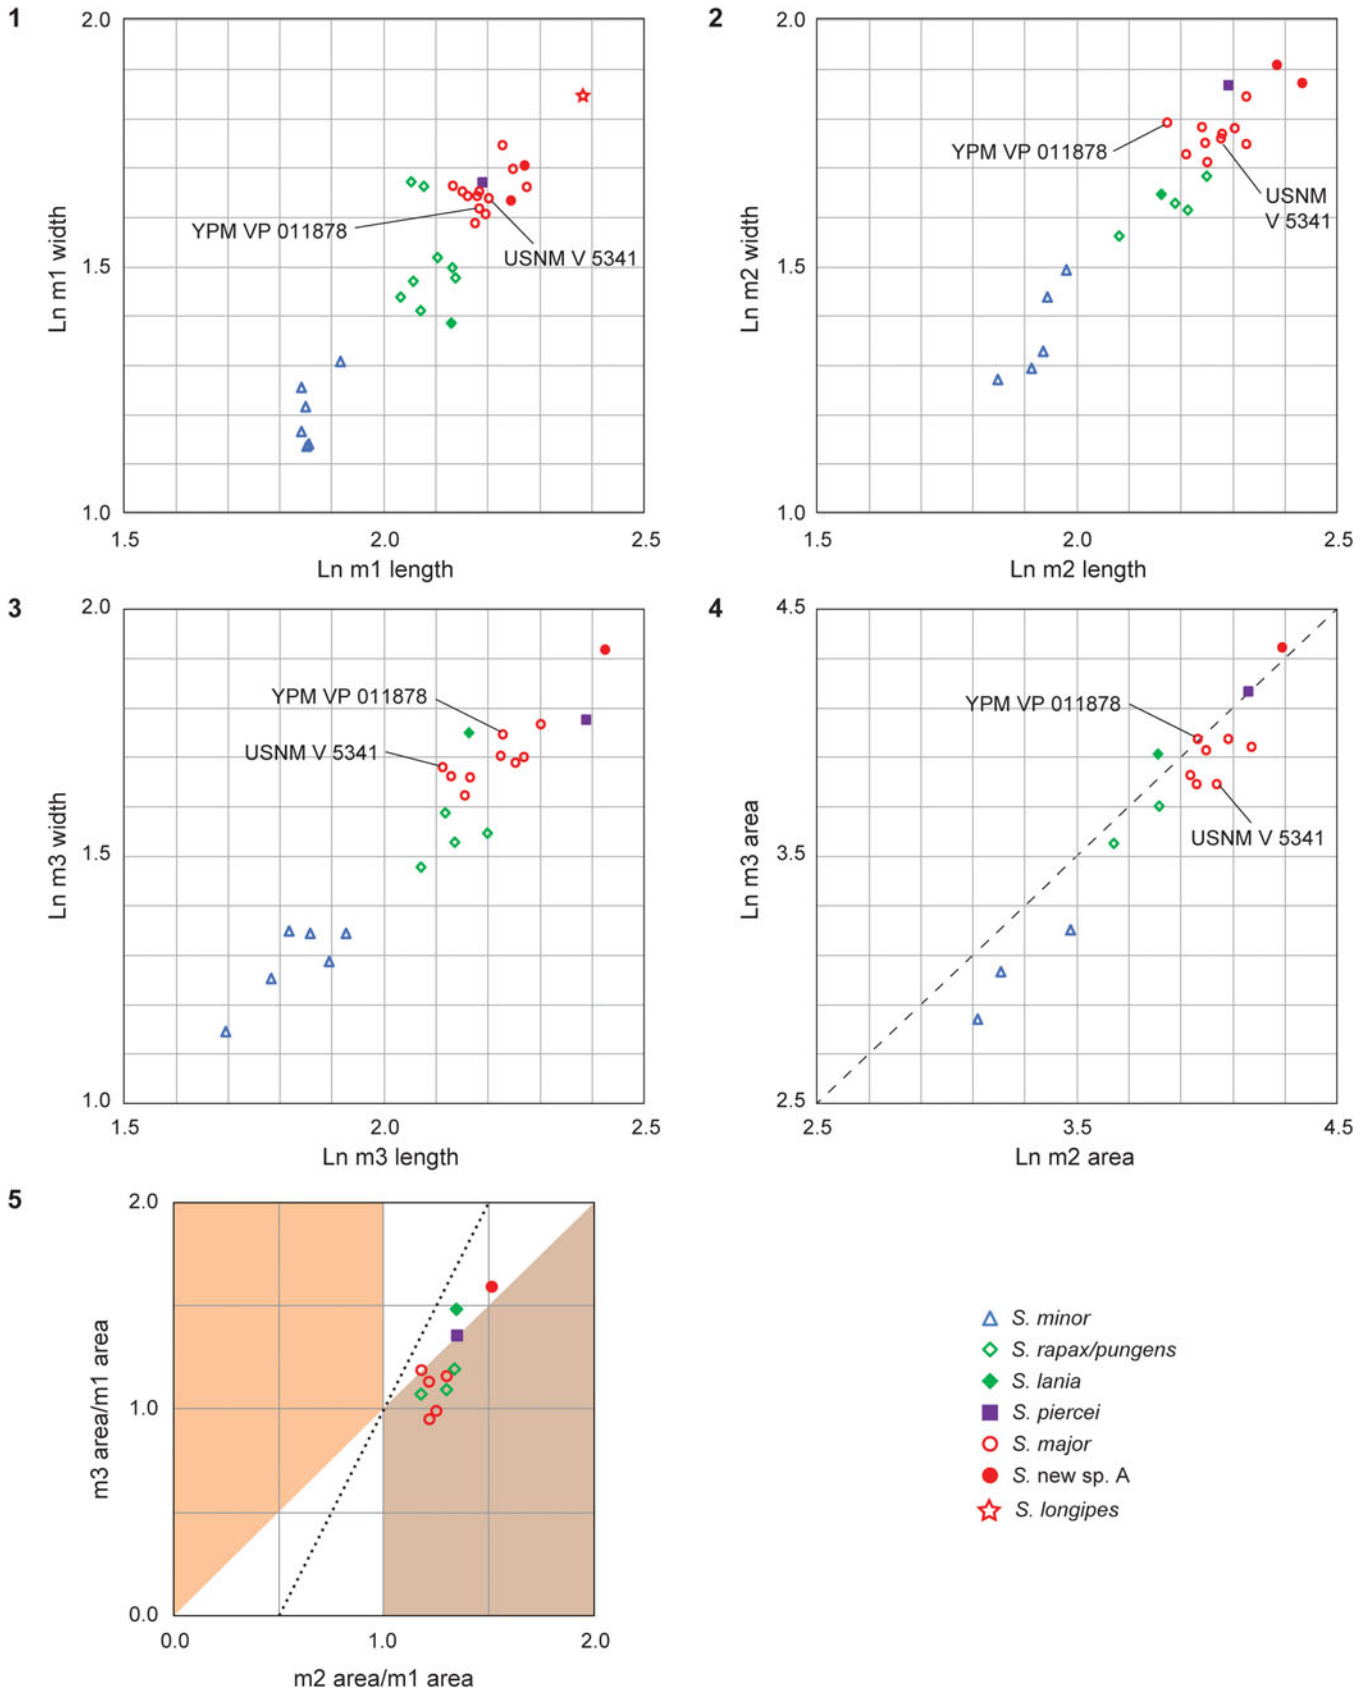 1
2.0
Ln m1 width
YPM VP 011878
USNM V 5341
1.5
1.0
1.5
2.0
2.5
Ln m1 length
2
2.0
Ln m2 width
YPM VP 011878
USNM
V 5341
1.5
1.0
1.5
2.0
2.5
Ln m2 length
3
2.0
Ln m3 width
YPM VP 011878
USNM V 5341
1.5
1.0
1.5
2.0
2.5
Ln m3 length
4
4.5
Ln m3 area
YPM VP 011878
USNM V 5341
3.5
2.5
2.5
3.5
4.5
Ln m2 area
5
2.0
m3 area/m1 area
1.0
0.0
0.0
1.0
2.0
m2 area/m1 area
S. minor
S. rapax/pungens
S. lania
S. piercei
S. major
S. new sp. A
S. longipes